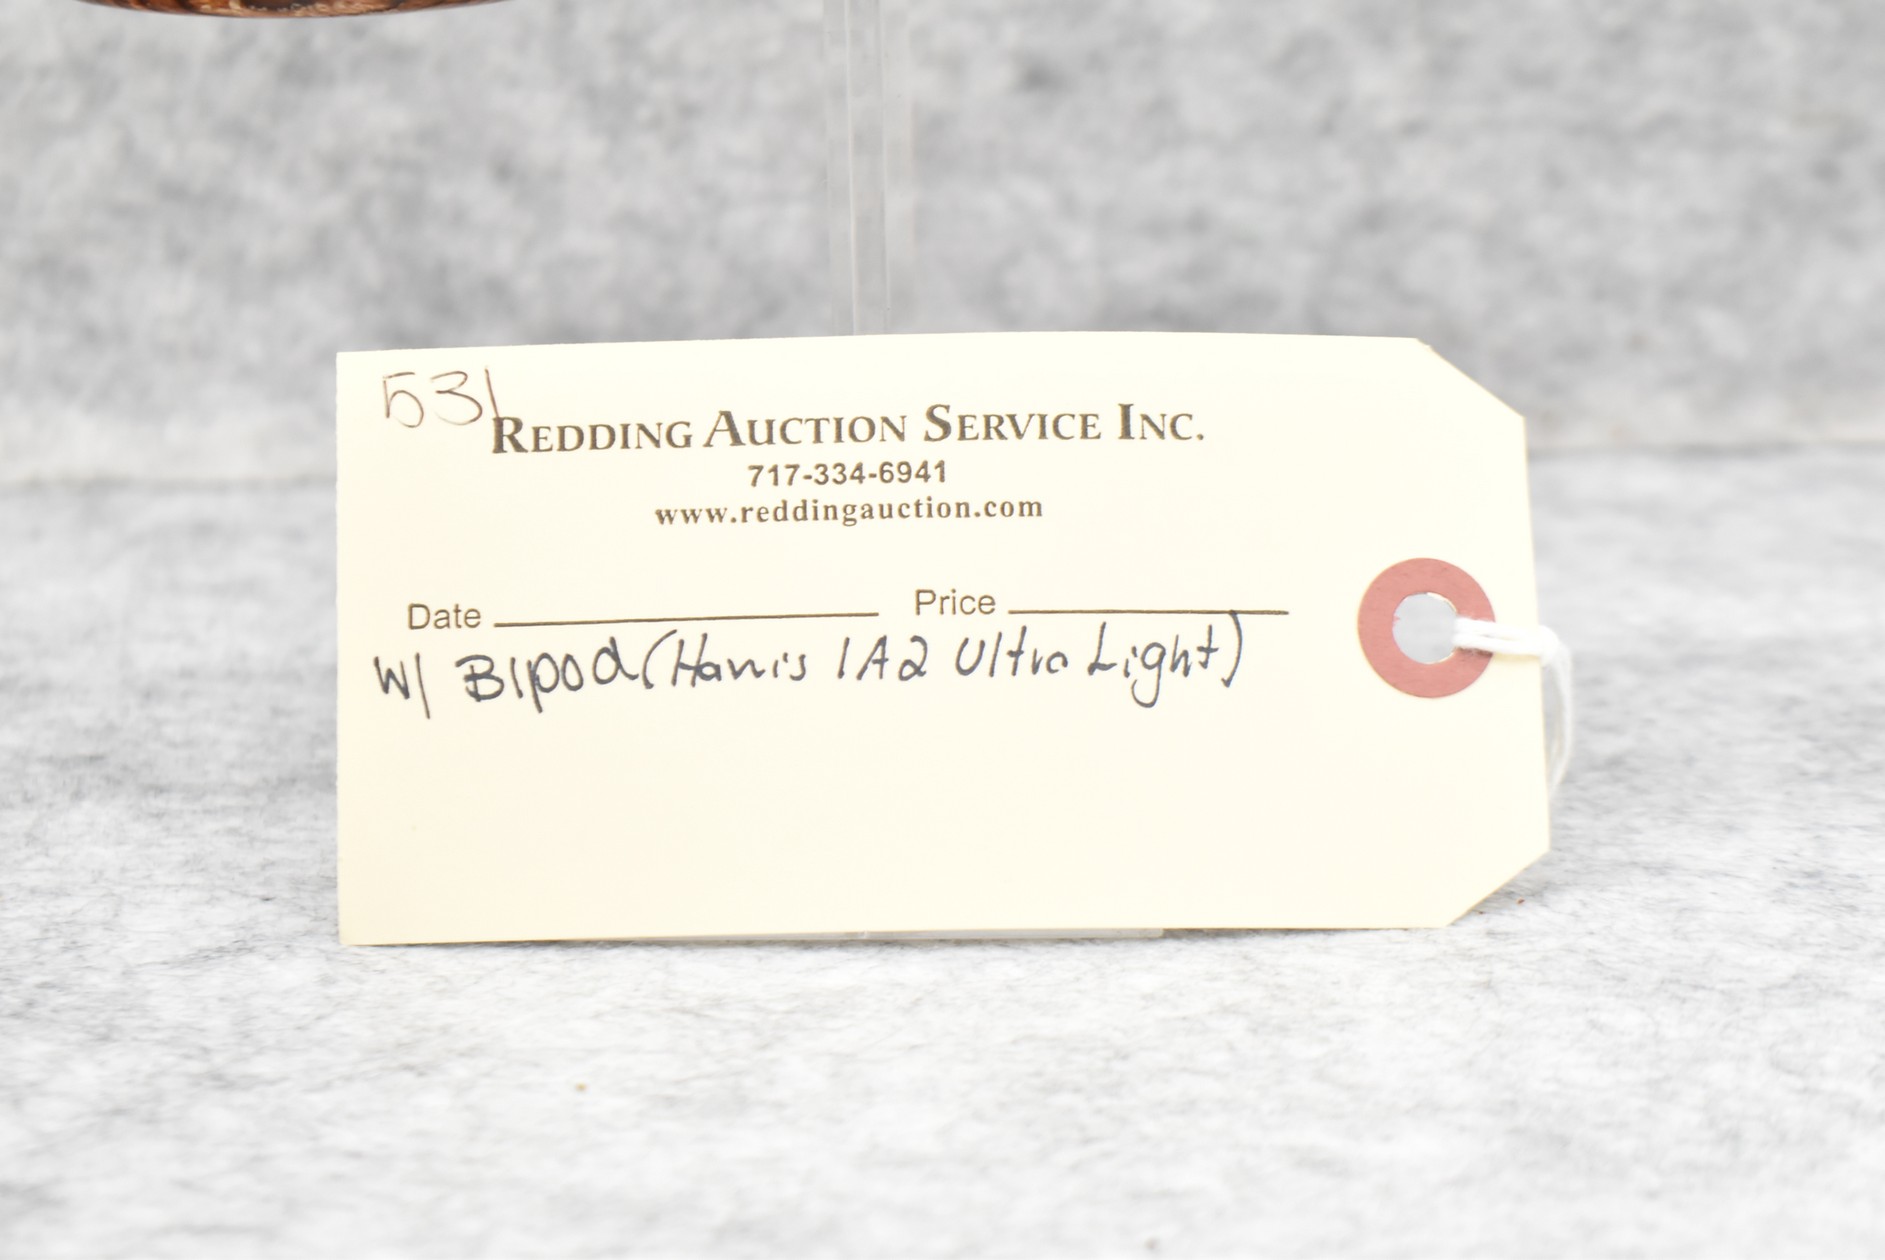 531
REDDING AUCTION SERVICE INC.
717-334-6941
www.reddingauction.com
Date Price
W/ Bipod (Harris 1A2 Ultra Light)